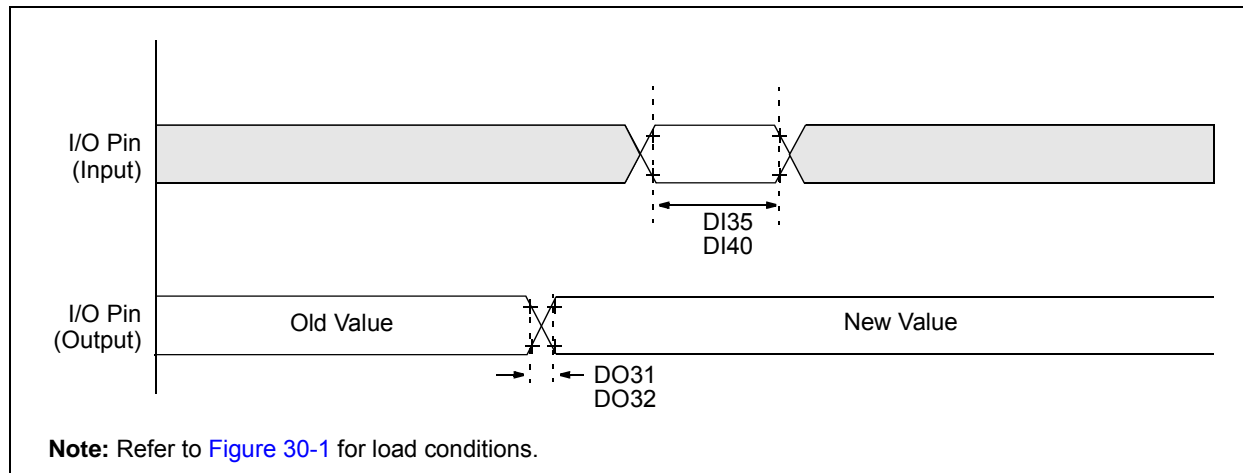 I/O Pin
(Input)
DI35
DI40
I/O Pin
(Output)
Old Value
New Value
DO31
DO32
Note: Refer to Figure 30-1 for load conditions.